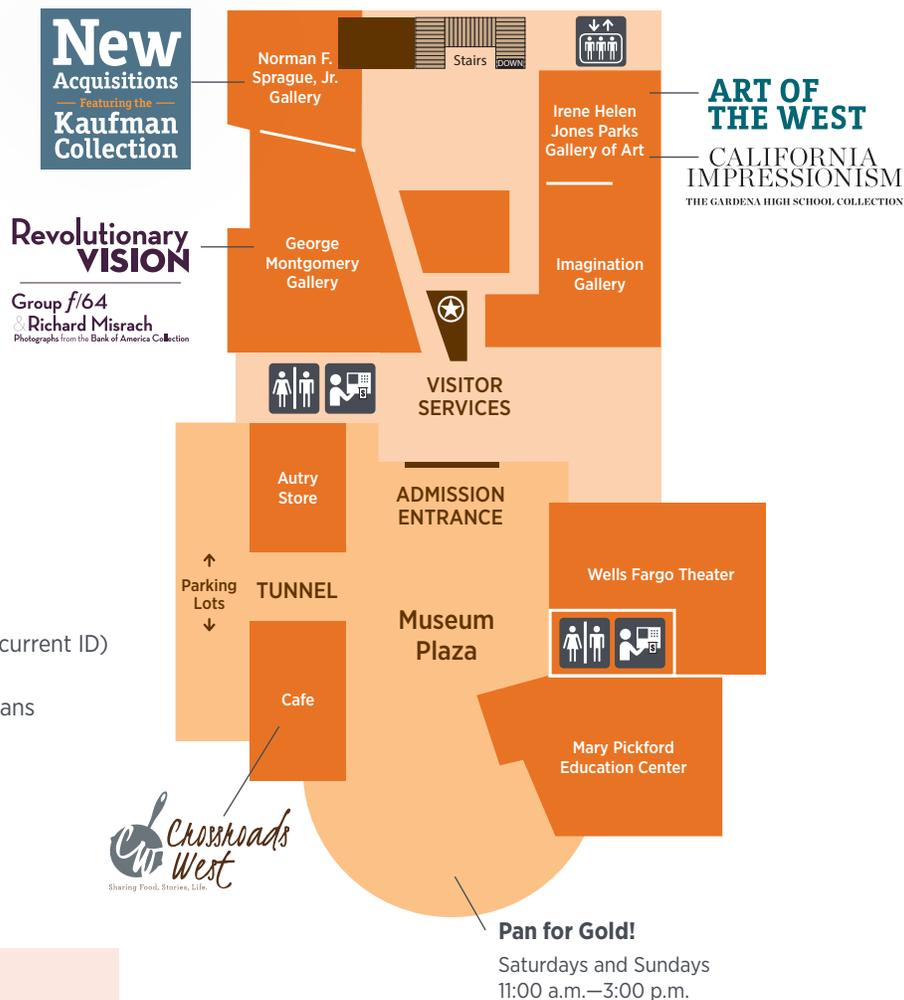 New
Acquisitions
Featuring the
Kaufman
Collection
Norman F.
Sprague, Jr.
Gallery
Stairs
DOWN
Irene Helen
Jones Parks
Gallery of Art
ART OF
THE WEST
CALIFORNIA
IMPRESSIONISM
THE GARDENA HIGH SCHOOL COLLECTION
Revolutionary
VISION
Group f/64
& Richard Misrach
Photographs from the Bank of America Collection
George
Montgomery
Gallery
Imagination
Gallery
VISITOR
SERVICES
$
Autry
Store
ADMISSION
ENTRANCE
Parking
Lots
TUNNEL
Museum
Plaza
Wells Fargo Theater
$
current ID)
ans
Cafe
Mary Pickford
Education Center
CW
Crossroads
West
Sharing Food, Stories, Life.
Pan for Gold!
Saturdays and Sundays
11:00 a.m.—3:00 p.m.